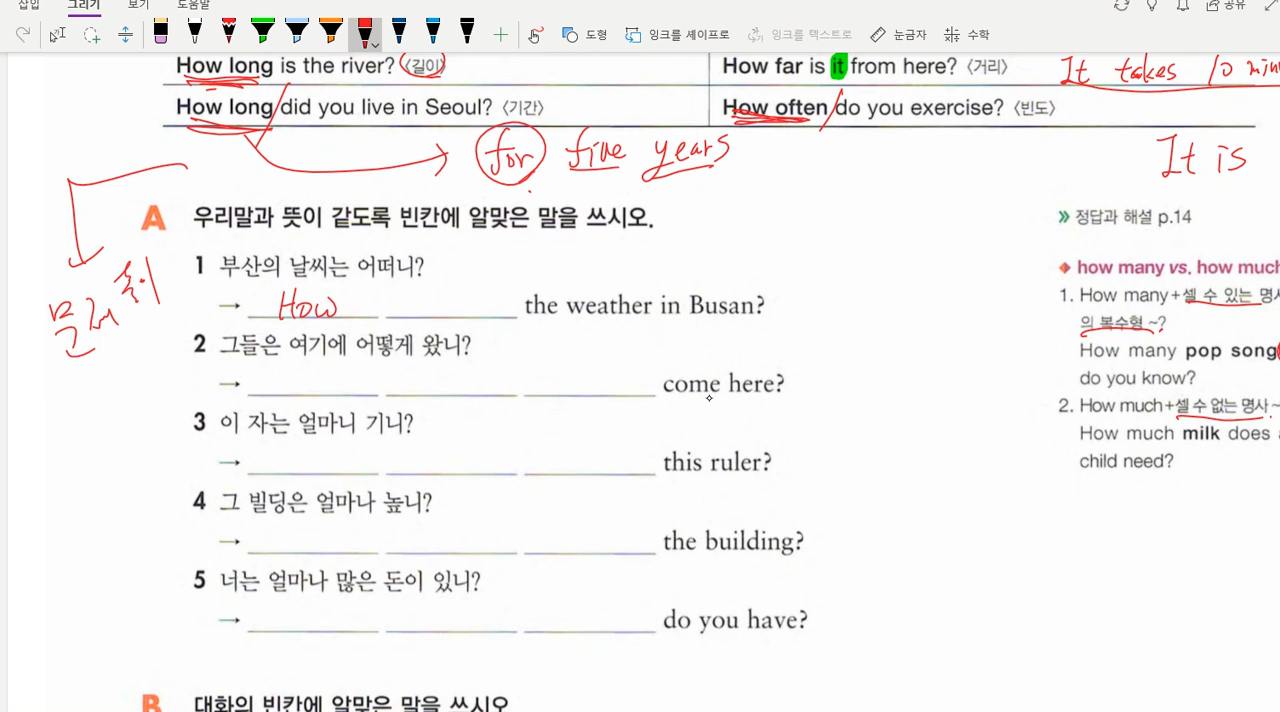 삽입 그리기 보기 도움말 공유
도형 잉크를 셰이프로 잉크를 텍스트로 눈금자 수학
How long is the river? 〈길이〉 How far is it from here? 〈거리〉 It takes 10 min
How long did you live in Seoul? 〈기간〉 How often do you exercise? 〈빈도〉
for five years
It is
A 우리말과 뜻이 같도록 빈칸에 알맞은 말을 쓰시오.
1 부산의 날씨는 어떠니?
→ How the weather in Busan?
2 그들은 여기에 어떻게 왔니?
→ come here?
3 이 자는 얼마니 기니?
→ this ruler?
4 그 빌딩은 얼마나 높니?
→ the building?
5 너는 얼마나 많은 돈이 있니?
→ do you have?
B 대화의 빈칸에 알맞은 말을 쓰시오
» 정답과 해설 p.14
how many vs. how much
1. How many+셀 수 있는 명사
의 복수형 ~?
How many pop song
do you know?
2. How much+셀 수 없는 명사 ~
How much milk does a
child need?